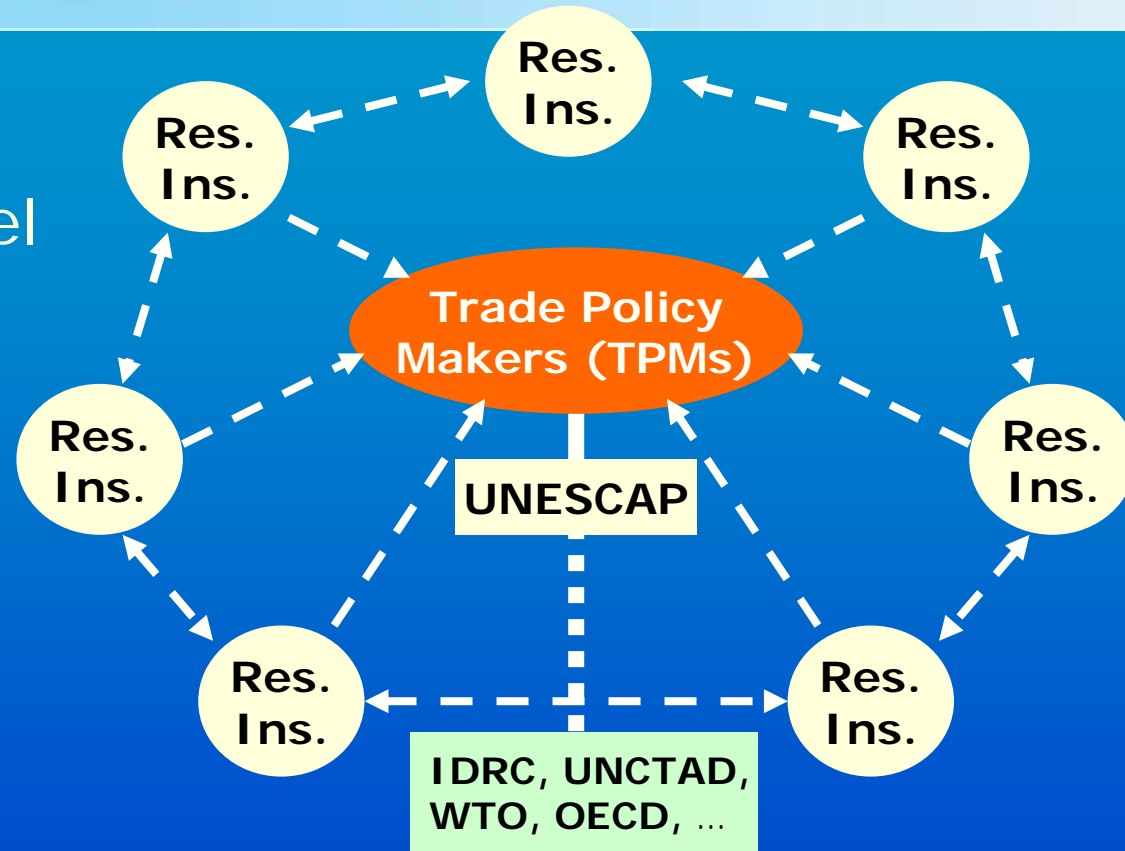 Res.
Ins.
Res.
Ins.
Res.
Ins.
el
Trade Policy
Makers (TPMs)
Res.
Ins.
Res.
Ins.
UNESCAP
Res.
Ins.
Res.
Ins.
IDRC, UNCTAD,
WTO, OECD, ...